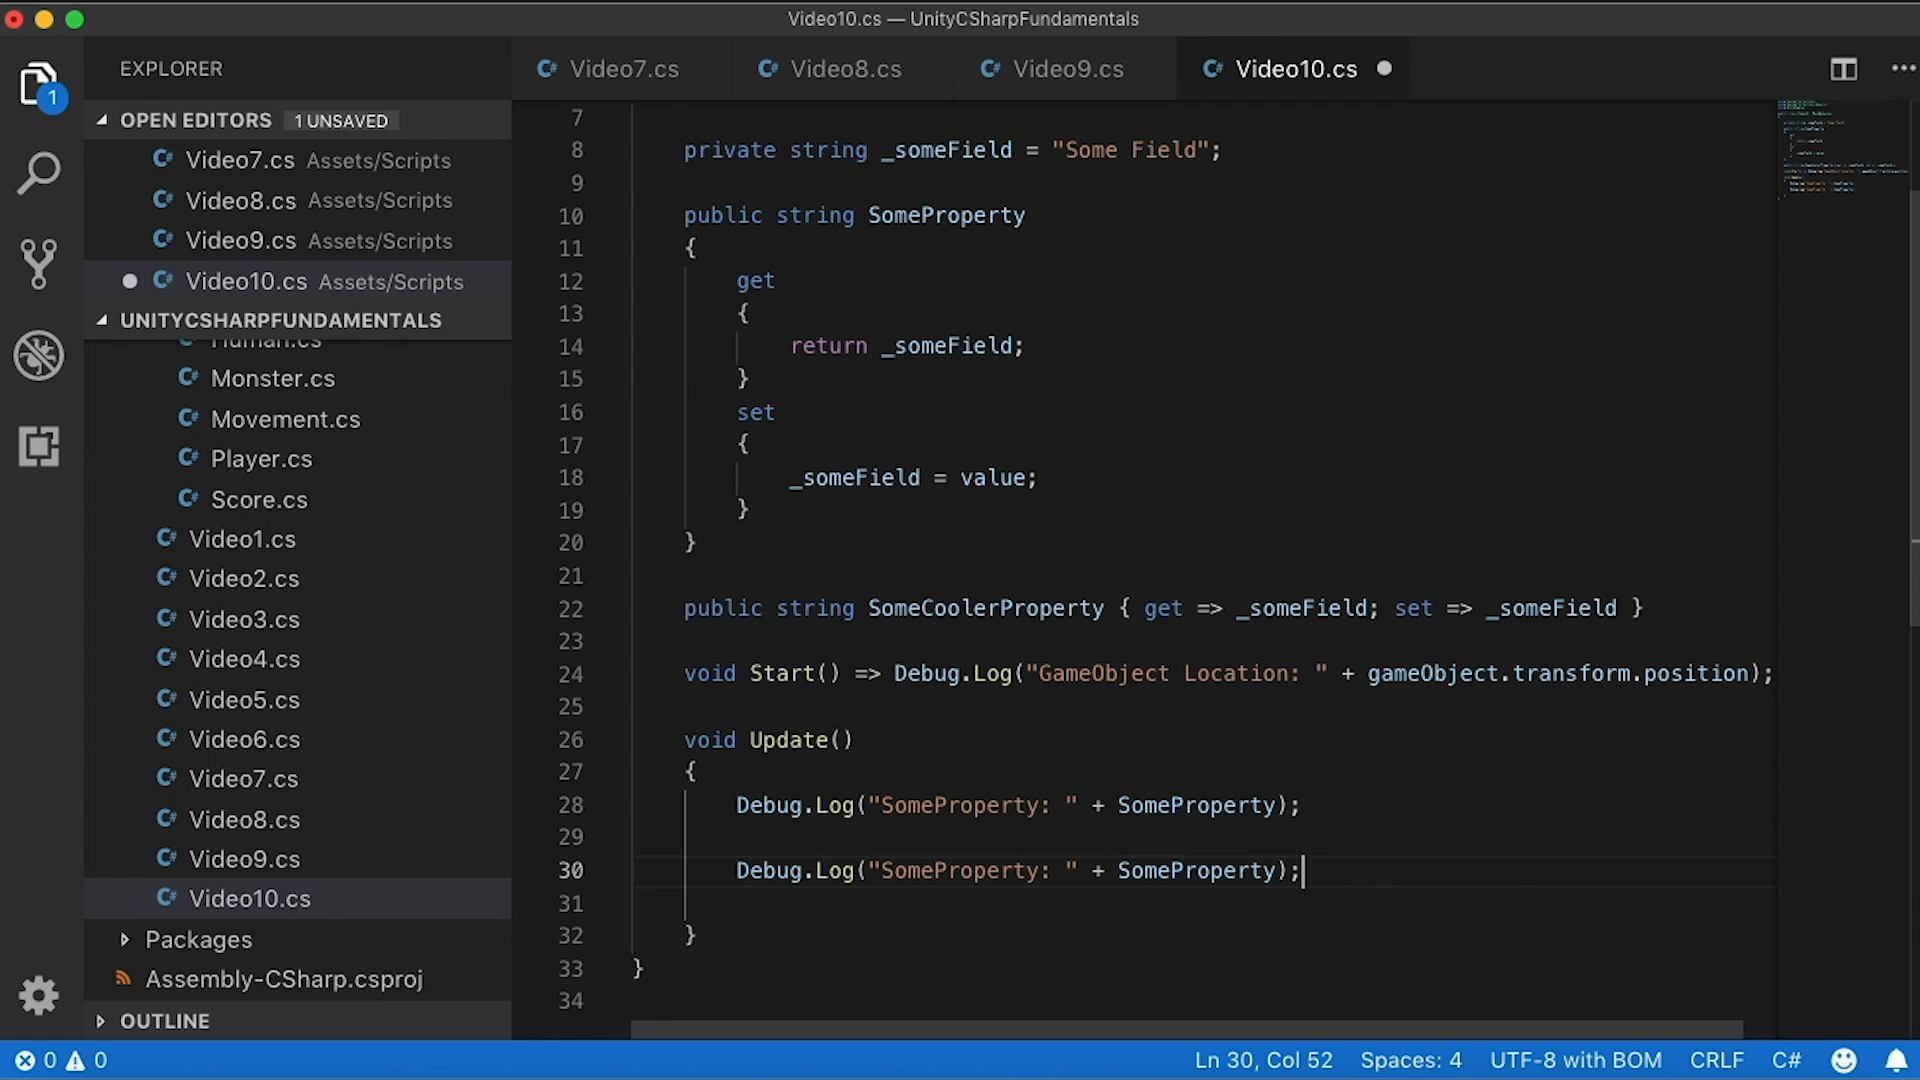 Video10.cs — UnityCSharpFundamentals
EXPLORER
Video7.cs
Video8.cs
Video9.cs
Video10.cs
1
OPEN EDITORS 1 UNSAVED
Video7.cs Assets/Scripts
Video8.cs Assets/Scripts
Video9.cs Assets/Scripts
Video10.cs Assets/Scripts
UNITYCSHARPFUNDAMENTALS
Human.cs
Monster.cs
Movement.cs
Player.cs
Score.cs
Video1.cs
Video2.cs
Video3.cs
Video4.cs
Video5.cs
Video6.cs
Video7.cs
Video8.cs
Video9.cs
Video10.cs
Packages
Assembly-CSharp.csproj
OUTLINE
7
8 private string _someField = "Some Field";
9
10 public string SomeProperty
11 {
12 get
13 {
14 return _someField;
15 }
16 set
17 {
18 _someField = value;
19 }
20 }
21
22 public string SomeCoolerProperty { get => _someField; set => _someField }
23
24 void Start() => Debug.Log("GameObject Location: " + gameObject.transform.position);
25
26 void Update()
27 {
28 Debug.Log("SomeProperty: " + SomeProperty);
29
30 Debug.Log("SomeProperty: " + SomeProperty);
31
32 }
33 }
34
0 0
Ln 30, Col 52 Spaces: 4 UTF-8 with BOM CRLF C#